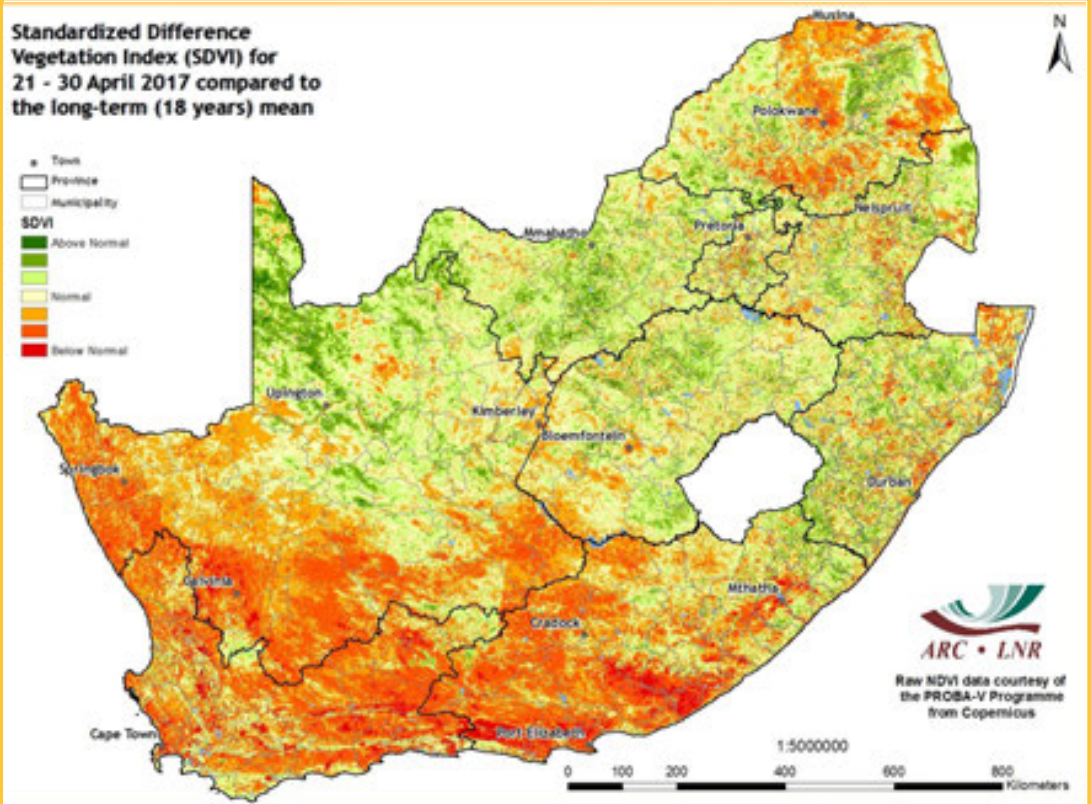 Standardized Difference
Vegetation Index (SDVI) for
21 - 30 April 2017 compared to
the long-term (18 years) mean
Town
Province
Municipality
SDVI
Above Normal
Normal
Below Normal
N
Musina
Polokwane
Nelspruit
Pretoria
Mmabatho
Upington
Kimberley
Bloemfontein
Springbok
Durban
Calvinia
Mthatha
Cradock
Cape Town
Port Elizabeth
ARC • LNR
Raw NDVI data courtesy of
the PROBA-V Programme
from Copernicus
1:5000000
0 100 200 400 600 800
Kilometers